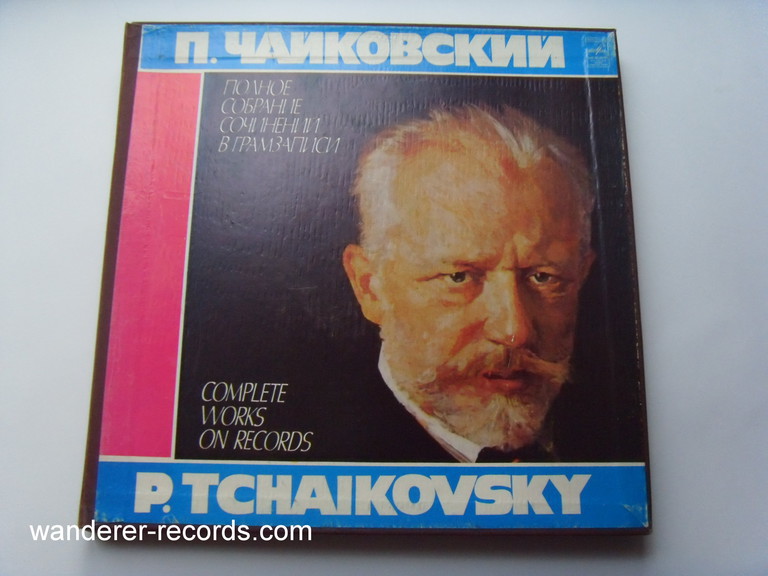 П. ЧАЙКОВСКИЙ
ПОЛНОЕ
СОБРАНИЕ
СОЧИНЕНИЙ
В ГРАМЗАПИСИ
COMPLETE
WORKS
ON RECORDS
P. TCHAIKOVSKY
wanderer-records.com